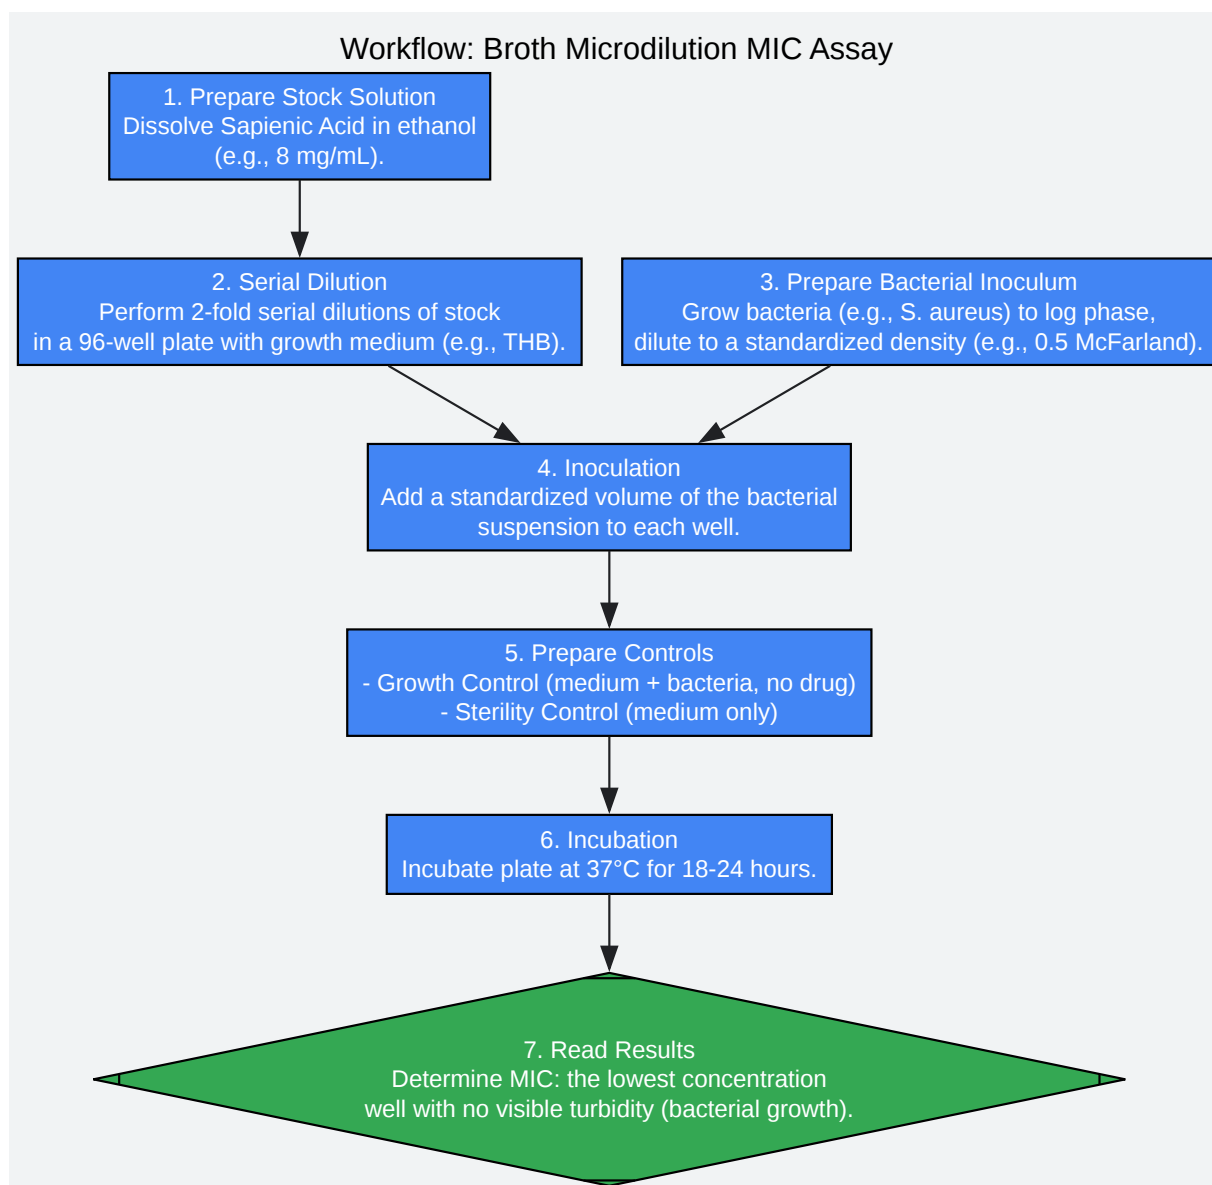 Workflow: Broth Microdilution MIC Assay
1. Prepare Stock Solution
Dissolve Sapienic Acid in ethanol
(e.g., 8 mg/mL).
2. Serial Dilution
Perform 2-fold serial dilutions of stock
in a 96-well plate with growth medium (e.g., THB).
3. Prepare Bacterial Inoculum
Grow bacteria (e.g., S. aureus) to log phase,
dilute to a standardized density (e.g., 0.5 McFarland).
4. Inoculation
Add a standardized volume of the bacterial
suspension to each well.
5. Prepare Controls
- Growth Control (medium + bacteria, no drug)
- Sterility Control (medium only)
6. Incubation
Incubate plate at 37°C for 18-24 hours.
7. Read Results
Determine MIC: the lowest concentration
well with no visible turbidity (bacterial growth).